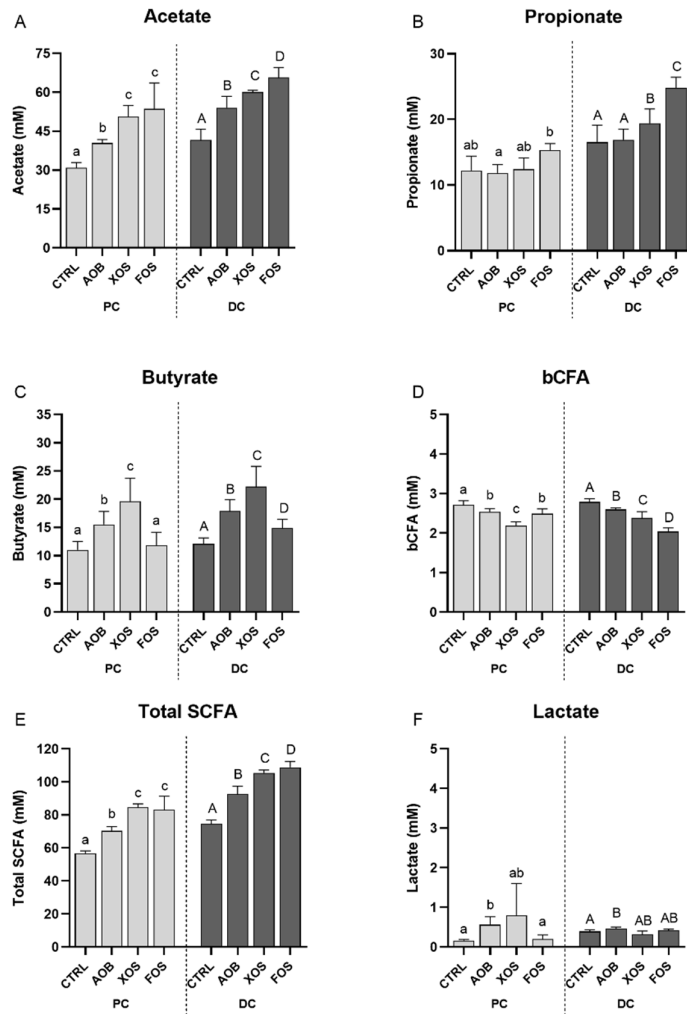 A
Acetate
Acetate (mM)
75
60
45
30
15
0
a
b
c
c
A
B
C
D
CTRL
AOB
XOS
FOS
CTRL
AOB
XOS
FOS
PC
DC
B
Propionate
Propionate (mM)
30
20
10
0
ab
a
ab
b
A
A
B
C
CTRL
AOB
XOS
FOS
CTRL
AOB
XOS
FOS
PC
DC
C
Butyrate
Butyrate (mM)
35
30
25
20
15
10
5
0
a
b
c
a
A
B
C
D
CTRL
AOB
XOS
FOS
CTRL
AOB
XOS
FOS
PC
DC
D
bCFA
bCFA (mM)
5
4
3
2
1
0
a
b
c
b
A
B
C
D
CTRL
AOB
XOS
FOS
CTRL
AOB
XOS
FOS
PC
DC
E
Total SCFA
Total SCFA (mM)
120
100
80
60
40
20
0
a
b
c
c
A
B
C
D
CTRL
AOB
XOS
FOS
CTRL
AOB
XOS
FOS
PC
DC
F
Lactate
Lactate (mM)
5
4
3
2
1
0
a
b
ab
a
A
B
AB
AB
CTRL
AOB
XOS
FOS
CTRL
AOB
XOS
FOS
PC
DC